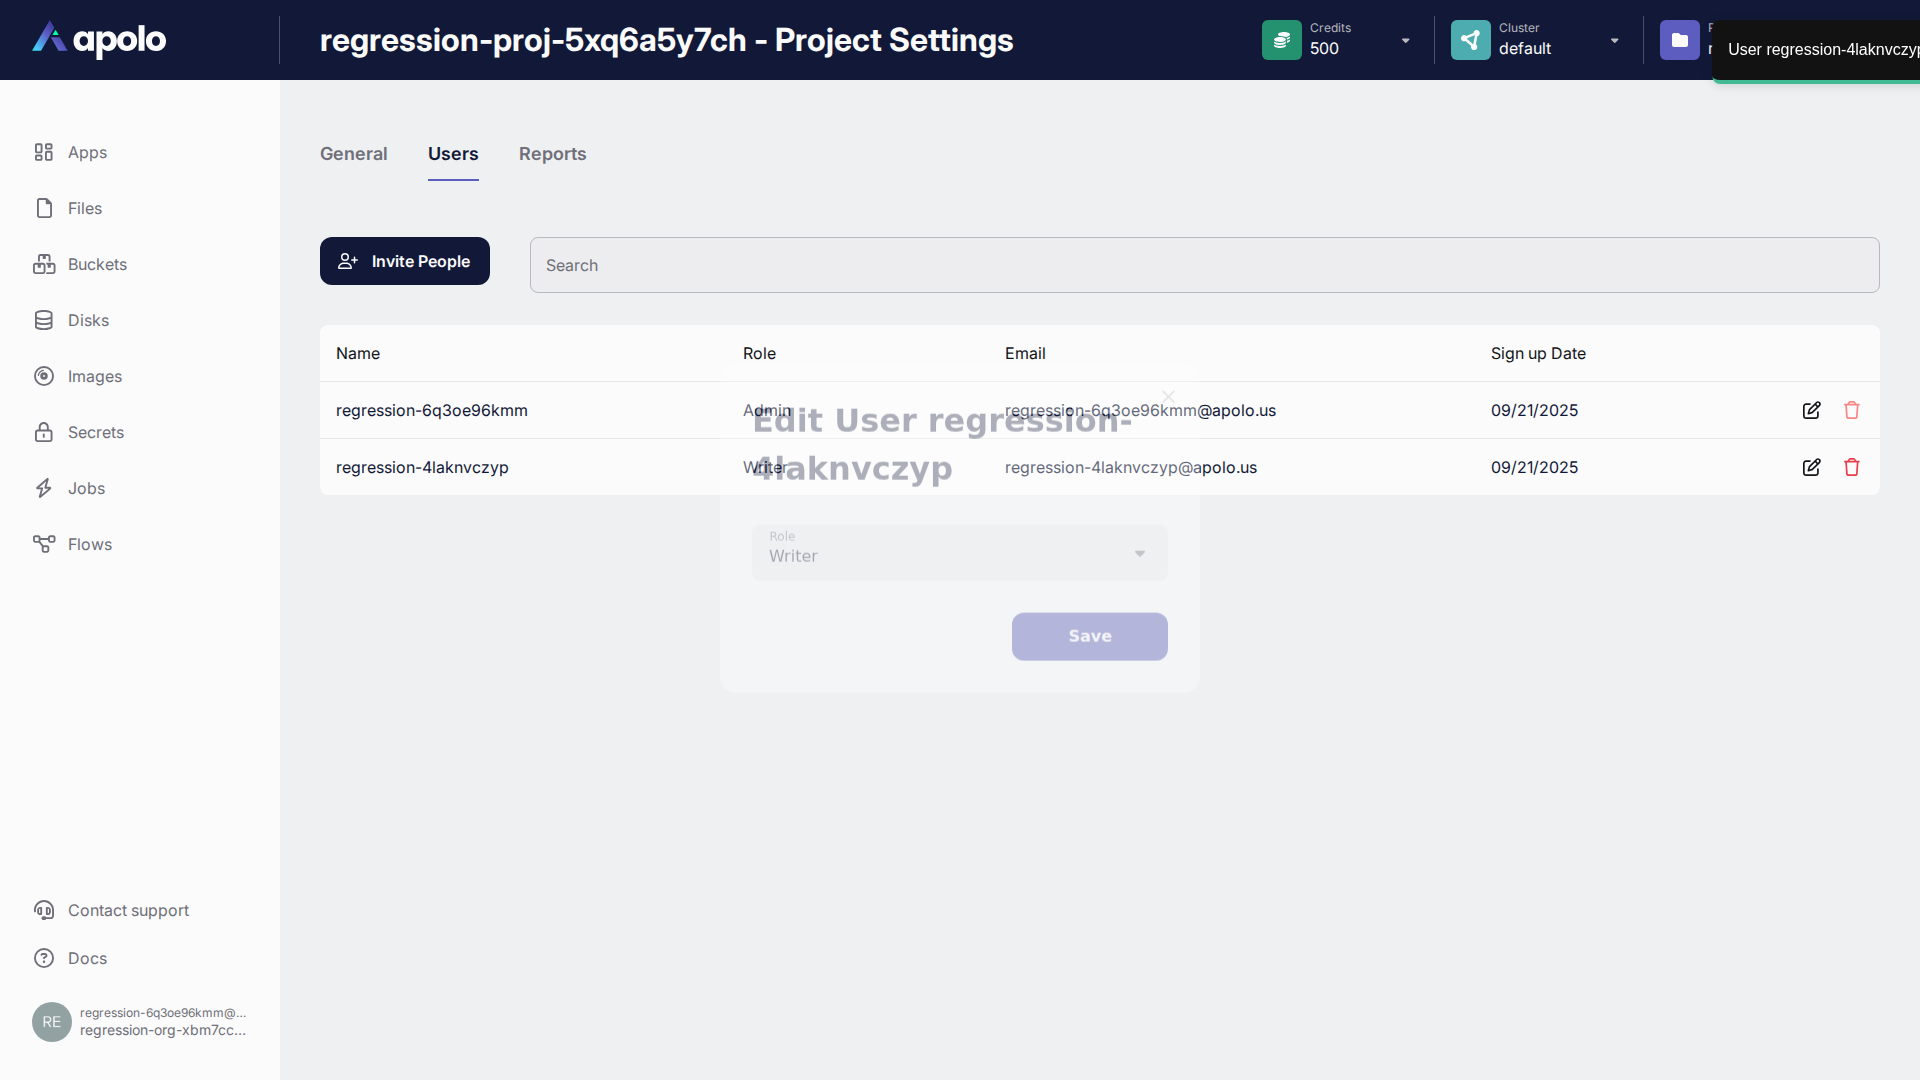 apolo
regression-proj-5xq6a5y7ch - Project Settings
Credits
500
Cluster
default
User regression-4laknvczyp
Apps
Files
Buckets
Disks
Images
Secrets
Jobs
Flows
Contact support
Docs
RE
regression-6q3oe96kmm@...
regression-org-xbm7cc...
General Users Reports
Invite People
Search
Name Role Email Sign up Date
regression-6q3oe96kmm Admin regression-6q3oe96kmm@apolo.us 09/21/2025
regression-4laknvczyp Writer regression-4laknvczyp@apolo.us 09/21/2025
Edit User regression-
4laknvczyp
Role
Writer
Save